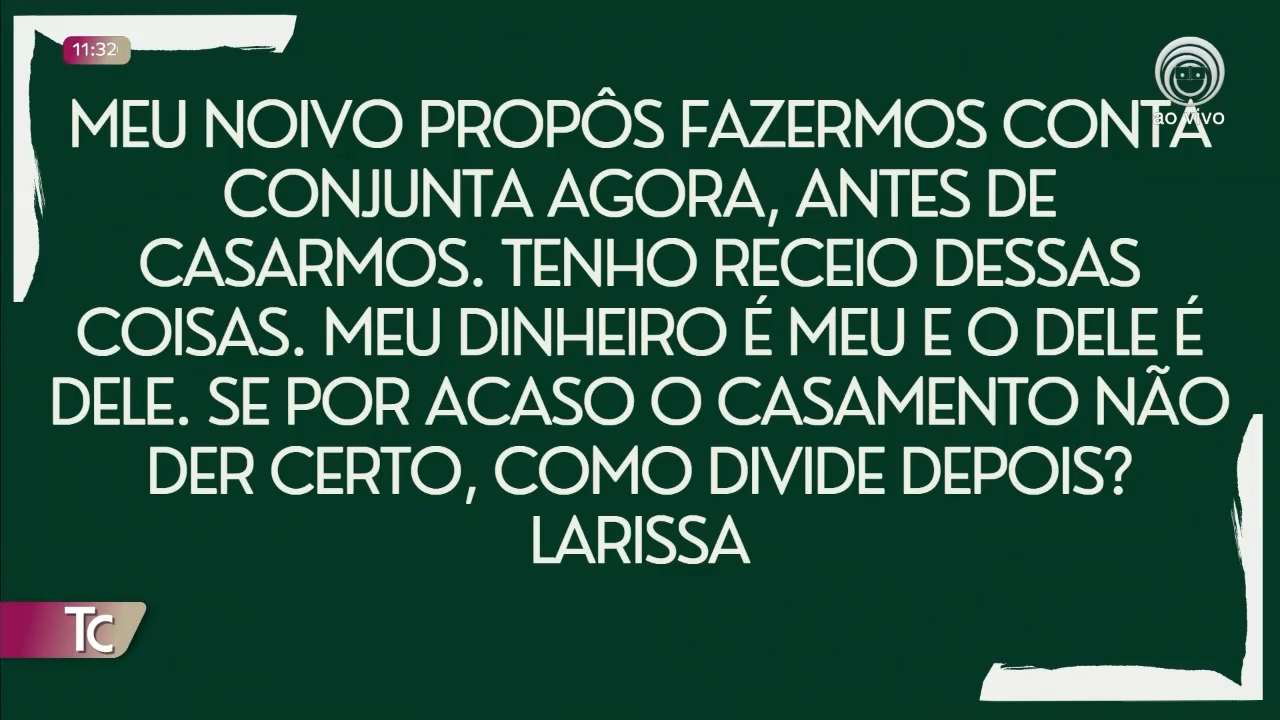 11:32
ao vivo
MEU NOIVO PROPÔS FAZERMOS CONTA
CONJUNTA AGORA, ANTES DE
CASARMOS. TENHO RECEIO DESSAS
COISAS. MEU DINHEIRO É MEU E O DELE É
DELE. SE POR ACASO O CASAMENTO NÃO
DER CERTO, COMO DIVIDE DEPOIS?
LARISSA
Tc